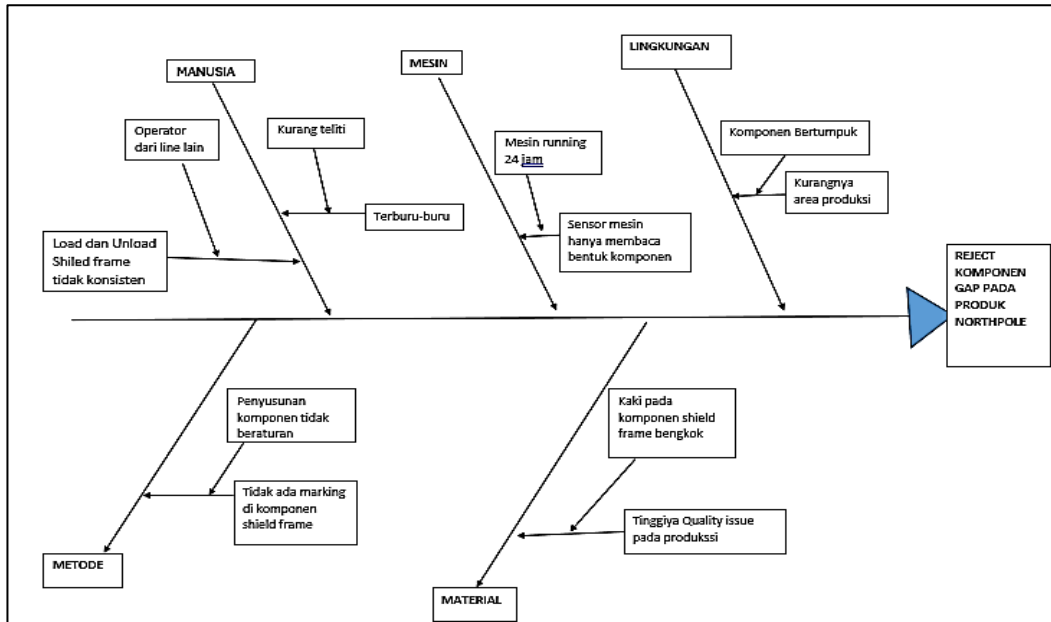 MANUSIA
MESIN
LINGKUNGAN
Operator
dari line lain
Kurang teliti
Terburu-buru
Load dan Unload
Shiled frame
tidak konsisten
Mesin running
24 jam
Sensor mesin
hanya membaca
bentuk komponen
Komponen Bertumpuk
Kurangnya
area produksi
REJECT
KOMPONEN
GAP PADA
PRODUK
NORTHPOLE
Penyusunan
komponen tidak
beraturan
Tidak ada marking
di komponen
shield frame
METODE
Kaki pada
komponen shield
frame bengkok
Tinggiya Quality issue
pada produkssi
MATERIAL